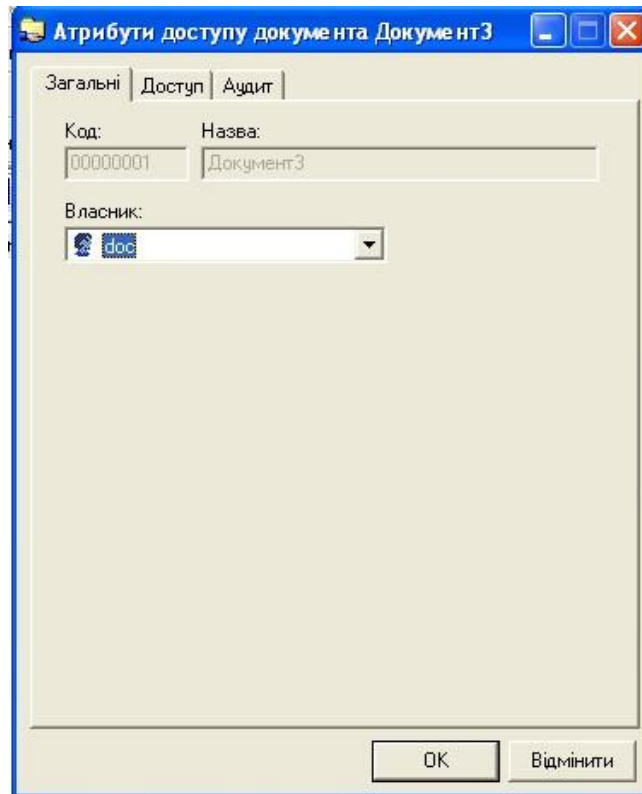 Атрибути доступу документа Документ3
Загальні Доступ Аудит
Код: Назва:
00000001 Документ3
Власник:
doc
OK Відмінити